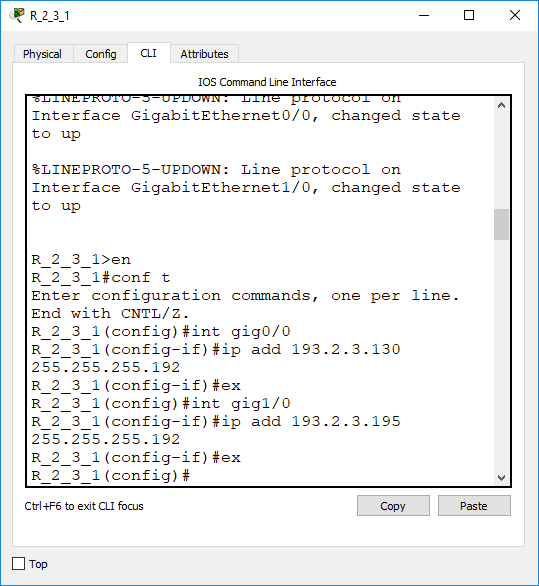 R_2_3_1
Physical
Config
CLI
Attributes
IOS Command Line Interface
%LINEPROTO-5-UPDOWN: Line protocol on
Interface GigabitEthernet0/0, changed state
to up
%LINEPROTO-5-UPDOWN: Line protocol on
Interface GigabitEthernet1/0, changed state
to up
R_2_3_1>en
R_2_3_1#conf t
Enter configuration commands, one per line.
End with CNTL/Z.
R_2_3_1(config)#int gig0/0
R_2_3_1(config-if)#ip add 193.2.3.130
255.255.255.192
R_2_3_1(config-if)#ex
R_2_3_1(config)#int gig1/0
R_2_3_1(config-if)#ip add 193.2.3.195
255.255.255.192
R_2_3_1(config-if)#ex
R_2_3_1(config)#
Ctrl+F6 to exit CLI focus
Copy
Paste
Top